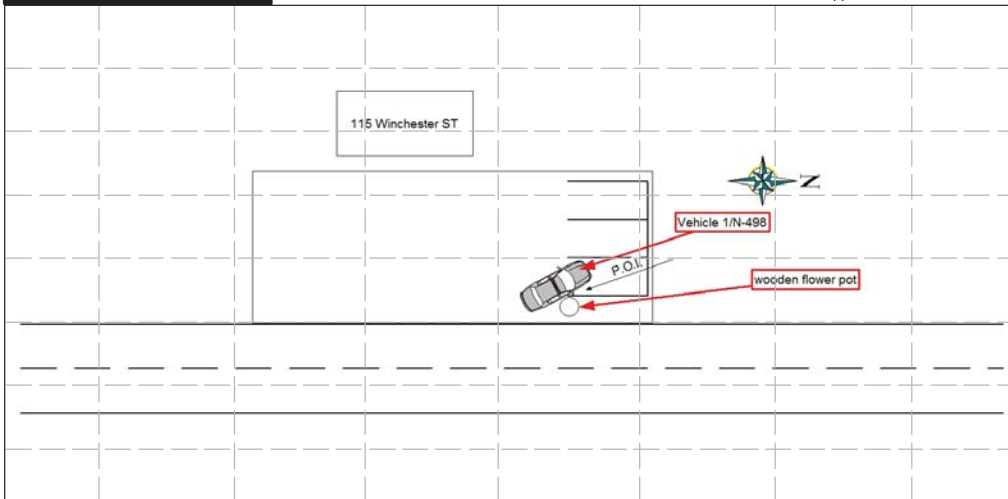 115 Winchester ST
N
Vehicle 1/N-498
P.O.I.
wooden flower pot